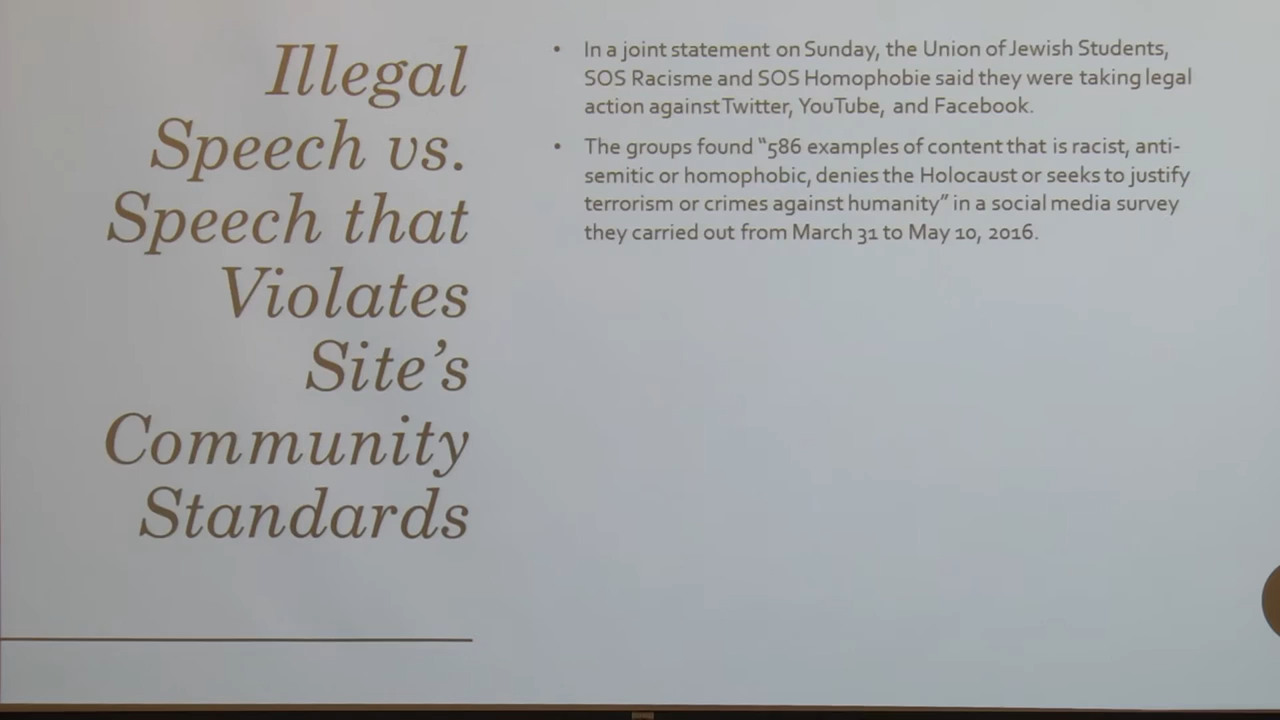 Illegal
Speech vs.
Speech that
Violates
Site's
Community
Standards
• In a joint statement on Sunday, the Union of Jewish Students,
SOS Racisme and SOS Homophobie said they were taking legal
action against Twitter, YouTube, and Facebook.
• The groups found “586 examples of content that is racist, anti-
semitic or homophobic, denies the Holocaust or seeks to justify
terrorism or crimes against humanity” in a social media survey
they carried out from March 31 to May 10, 2016.